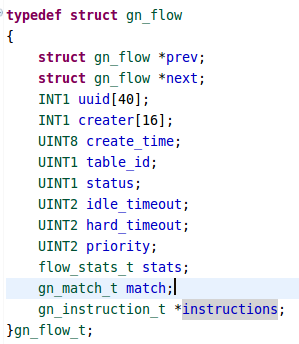 typedef struct gn_flow
{
    struct gn_flow *prev;
    struct gn_flow *next;
    INT1 uuid[40];
    INT1 creater[16];
    UINT8 create_time;
    UINT1 table_id;
    UINT1 status;
    UINT2 idle_timeout;
    UINT2 hard_timeout;
    UINT2 priority;
    flow_stats_t stats;
    gn_match_t match;
    gn_instruction_t *instructions;
}gn_flow_t;